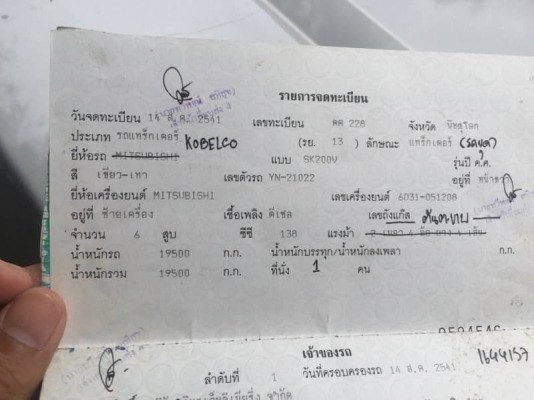 รายการจดทะเบียน
วันจดทะเบียน 14 ส.ค. 2541 เลขทะเบียน ตค 228 จังหวัด พิษณุโลก
ประเภท รถแทร็กเตอร์ KOBELCO (รย. 13 ) ลักษณะ แทร็กเตอร์ (รถขุด)
ยี่ห้อรถ MITSUBISHI แบบ SK200V รุ่นปี ค.ศ.
สี เขียว-เทา เลขตัวรถ YN-21022 อยู่ที่
ยี่ห้อเครื่องยนต์ MITSUBISHI เลขเครื่องยนต์ 6D31-051208
อยู่ที่ ซ้ายเครื่อง เชื้อเพลิง ดีเซล เลขถังแก๊ส
จำนวน 6 สูบ ซีซี 138 แรงม้า
น้ำหนักรถ 19500 ก.ก. น้ำหนักบรรทุก/น้ำหนักลงเพลา ก.ก.
น้ำหนักรวม 19500 ก.ก. ที่นั่ง 1 คน
เจ้าของรถ 1644157
ลำดับที่ 1 วันที่ครอบครองรถ 14 ส.ค. 2541